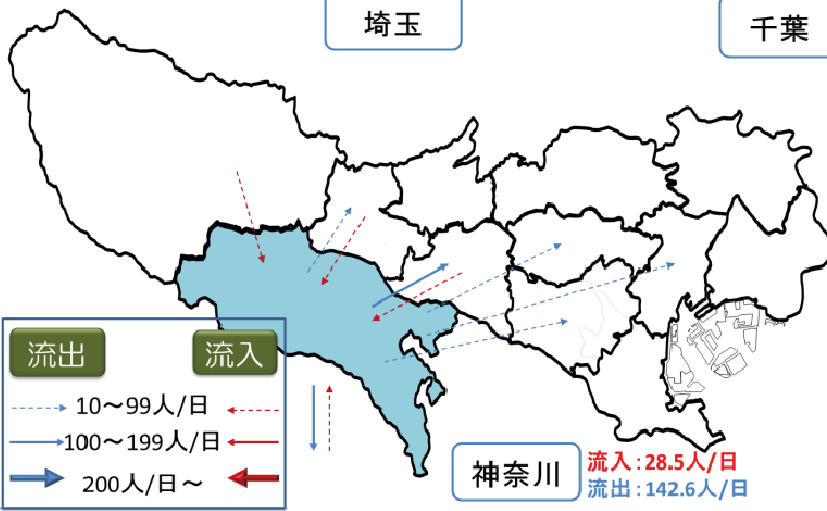 埼玉
千葉
流出 流入
10～99人/日
100～199人/日
200人/日～
神奈川
流入：28.5人/日
流出：142.6人/日